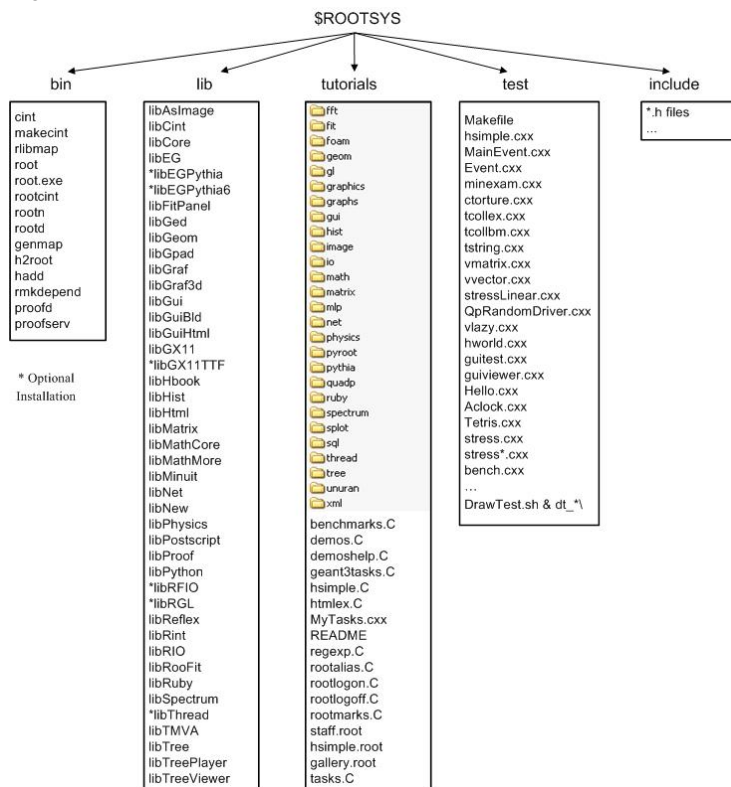 $ROOTSYS
bin
lib
tutorials
test
include
cint
makecint
rlibmap
root
root.exe
rootcint
rootn
rootd
genmap
h2root
hadd
rmkdepend
proofd
proofserv
* Optional
Installation
libAsImage
libCint
libCore
libEG
*libEGPythia
*libEGPythia6
libFitPanel
libGed
libGeom
libGpad
libGraf
libGraf3d
libGui
libGuiBld
libGuiHtml
libGX11
*libGX11TTF
libHbook
libHist
libHtml
libMatrix
libMathCore
libMathMore
libMinuit
libNet
libNew
libPhysics
libPostscript
libProof
libPython
*libRFIO
*libRGL
libReflex
libRint
libRIO
libRooFit
libRuby
libSpectrum
*libThread
libTMVA
libTree
libTreePlayer
libTreeViewer
fft
fit
foam
geom
gl
graphics
graphs
gui
hist
image
io
math
matrix
mlp
net
physics
pyroot
pythia
quadp
ruby
spectrum
splot
sql
thread
tree
unuran
xml
benchmarks.C
demos.C
demoshelp.C
geant3tasks.C
hsimple.C
htmlex.C
MyTasks.cxx
README
regexp.C
rootalias.C
rootlogon.C
rootlogoff.C
rootmarks.C
staff.root
hsimple.root
gallery.root
tasks.C
Makefile
hsimple.cxx
MainEvent.cxx
Event.cxx
minexam.cxx
ctorture.cxx
tcollex.cxx
tcollbm.cxx
tstring.cxx
vmatrix.cxx
vvector.cxx
stressLinear.cxx
QpRandomDriver.cxx
vlazy.cxx
hworld.cxx
guitest.cxx
guiviewer.cxx
Hello.cxx
Aclock.cxx
Tetris.cxx
stress.cxx
stress*.cxx
bench.cxx
...
DrawTest.sh & dt_*\
*.h files
...